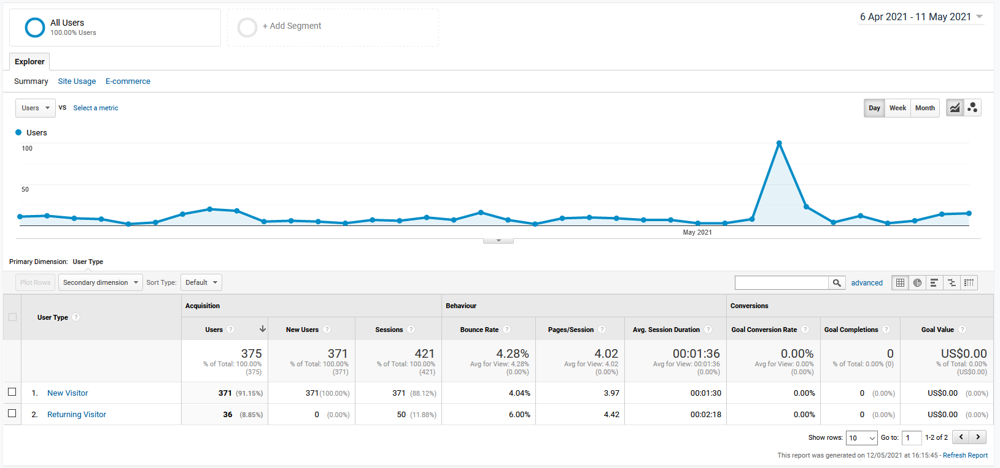 All Users
100.00% Users
+ Add Segment
6 Apr 2021 - 11 May 2021
Explorer
Summary Site Usage E-commerce
Users VS Select a metric
Day Week Month
Users
100
50
May 2021
Primary Dimension: User Type
Plot Rows Secondary dimension Sort Type: Default advanced
User Type ? Acquisition Behaviour Conversions
Users ? New Users ? Sessions ? Bounce Rate ? Pages/Session ? Avg. Session Duration ? Goal Conversion Rate ? Goal Completions ? Goal Value ?
375 371 421 4.28% 4.02 00:01:36 0.00% 0 US$0.00
% of Total: 100.00% % of Total: 100.00% % of Total: 100.00% Avg for View: 4.28% Avg for View: 4.02 Avg for View: 00:01:36 Avg for View: 0.00% % of Total: 0.00% (0) % of Total: 0.00%
(375) (371) (421) (0.00%) (0.00%) (0.00%) (0.00%) (US$0.00)
1. New Visitor 371 (91.15%) 371(100.00%) 371 (88.12%) 4.04% 3.97 00:01:30 0.00% 0 (0.00%) US$0.00 (0.00%)
2. Returning Visitor 36 (8.85%) 0 (0.00%) 50 (11.88%) 6.00% 4.42 00:02:18 0.00% 0 (0.00%) US$0.00 (0.00%)
Show rows: 10 Go to: 1 1-2 of 2
This report was generated on 12/05/2021 at 16:15:45 - Refresh Report